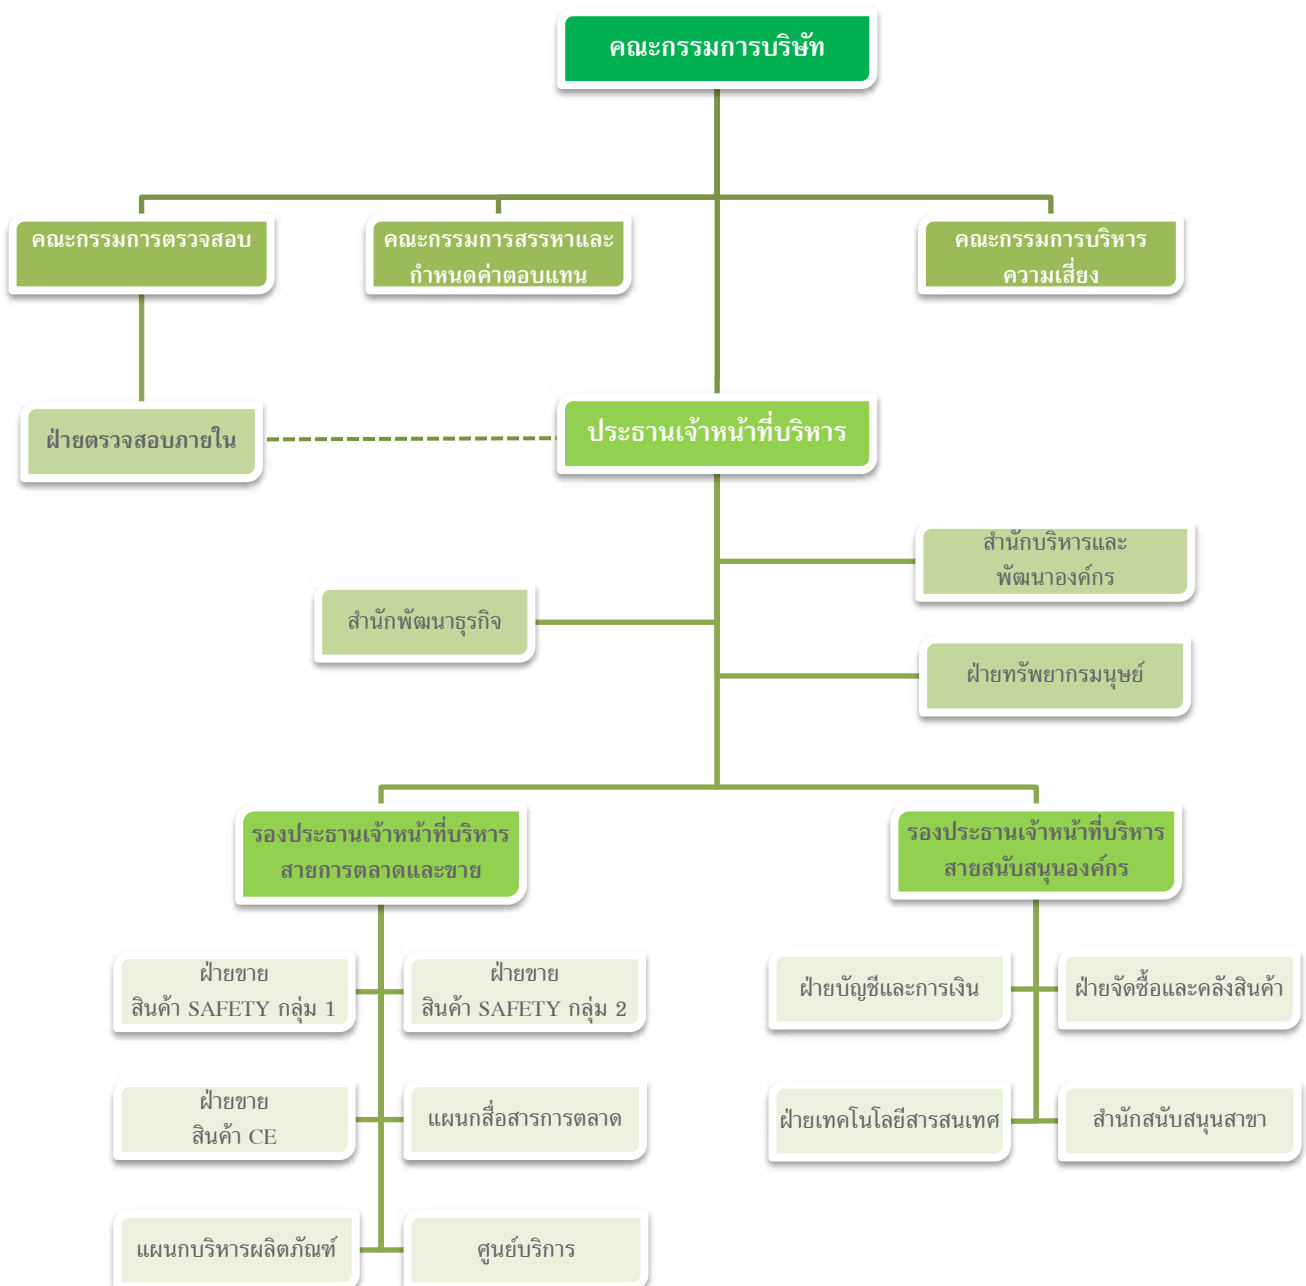 คณะกรรมการบริษัท
คณะกรรมการตรวจสอบ
คณะกรรมการสรรหาและ
กำหนดค่าตอบแทน
คณะกรรมการบริหาร
ความเสี่ยง
ฝ่ายตรวจสอบภายใน
ประธานเจ้าหน้าที่บริหาร
สำนักบริหารและ
พัฒนาองค์กร
สำนักพัฒนาธุรกิจ
ฝ่ายทรัพยากรมนุษย์
รองประธานเจ้าหน้าที่บริหาร
สายการตลาดและขาย
รองประธานเจ้าหน้าที่บริหาร
สายสนับสนุนองค์กร
ฝ่ายขาย
สินค้า SAFETY กลุ่ม 1
ฝ่ายขาย
สินค้า SAFETY กลุ่ม 2
ฝ่ายบัญชีและการเงิน
ฝ่ายจัดซื้อและคลังสินค้า
ฝ่ายขาย
สินค้า CE
แผนกสื่อสารการตลาด
ฝ่ายเทคโนโลยีสารสนเทศ
สำนักสนับสนุนสาขา
แผนกบริหารผลิตภัณฑ์
ศูนย์บริการ